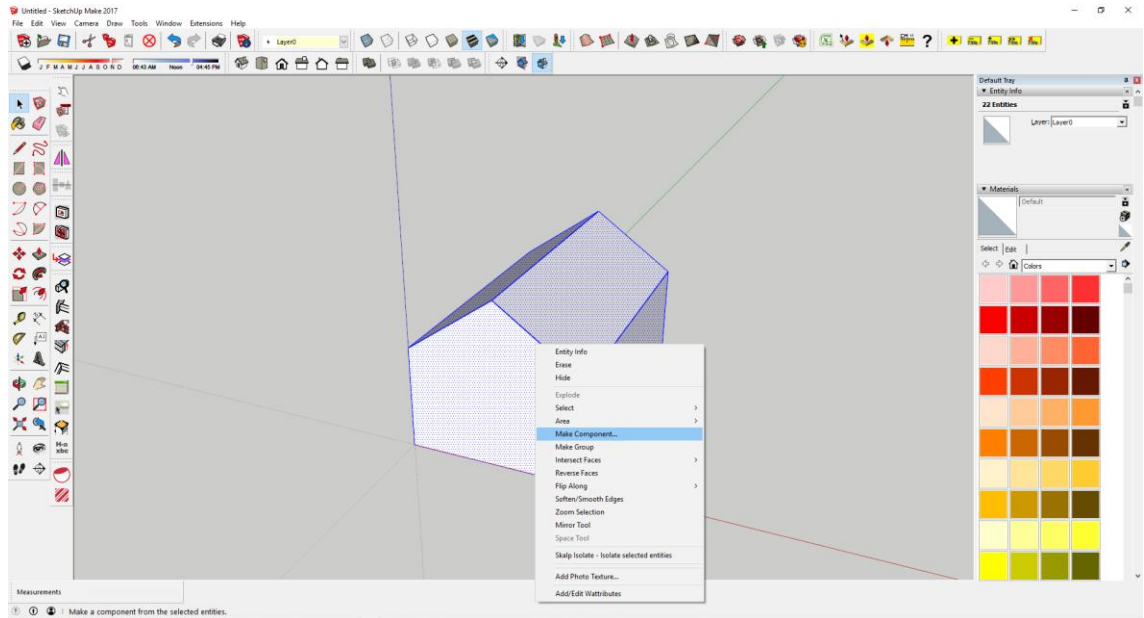 Untitled - SketchUp Make 2017
File Edit View Camera Draw Tools Window Extensions Help
Layer0
J F M A M J J A S O N D 06:43 AM Noon 04:45 PM
Default Tray
Entity Info
22 Entities
Layer: Layer0
Materials
Default
Select Edit
Colors
Entity Info
Erase
Hide
Explode
Select
Area
Make Component...
Make Group
Intersect Faces
Reverse Faces
Flip Along
Soften/Smooth Edges
Zoom Selection
Mirror Tool
Space Tool
Skalp Isolate - Isolate selected entities
Add Photo Texture...
Add/Edit Wattributes
Measurements
Make a component from the selected entities.